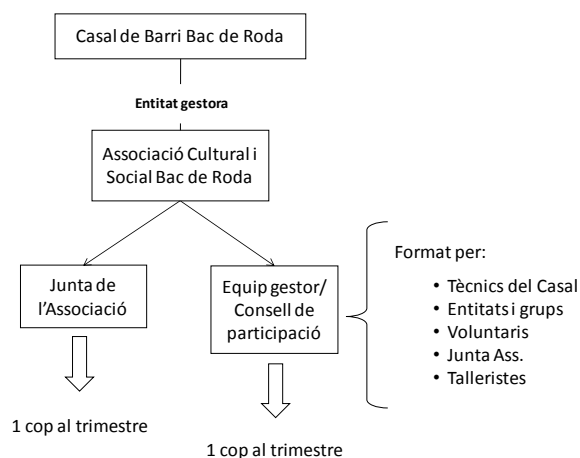 Casal de Barri Bac de Roda
Entitat gestora
Associació Cultural i
Social Bac de Roda
Junta de
l'Associació
Equip gestor/
Consell de
participació
Format per:
• Tècnics del Casal
• Entitats i grups
• Voluntaris
• Junta Ass.
• Talleristes
1 cop al trimestre
1 cop al trimestre